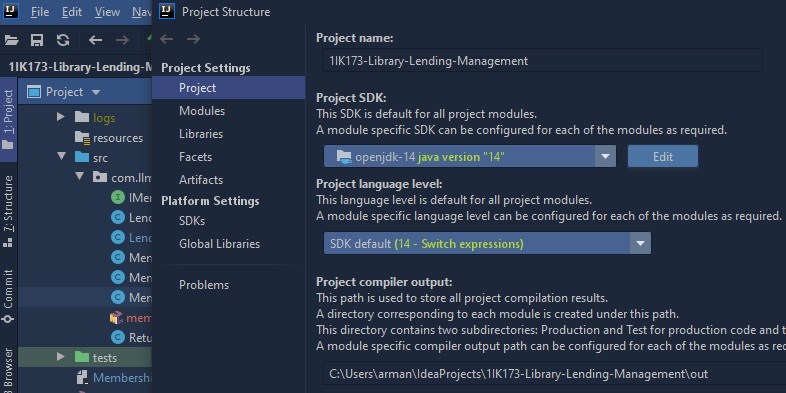 IJ File Edit View Nav
1IK173-Library-Lending-M
1: Project
Z: Structure
Commit
Browser
Project
logs
resources
src
com.llm
IMe
Lend
Lende
Mem
Mem
Mem
mem
Retu
tests
Membership
IJ Project Structure
Project Settings
Project
Modules
Libraries
Facets
Artifacts
Platform Settings
SDKs
Global Libraries
Problems
Project name:
1IK173-Library-Lending-Management
Project SDK:
This SDK is default for all project modules.
A module specific SDK can be configured for each of the modules as required.
openjdk-14 java version "14" Edit
Project language level:
This language level is default for all project modules.
A module specific language level can be configured for each of the modules as required.
SDK default (14 - Switch expressions)
Project compiler output:
This path is used to store all project compilation results.
A directory corresponding to each module is created under this path.
This directory contains two subdirectories: Production and Test for production code and t
A module specific compiler output path can be configured for each of the modules as req
C:\Users\arman\IdeaProjects\1IK173-Library-Lending-Management\out